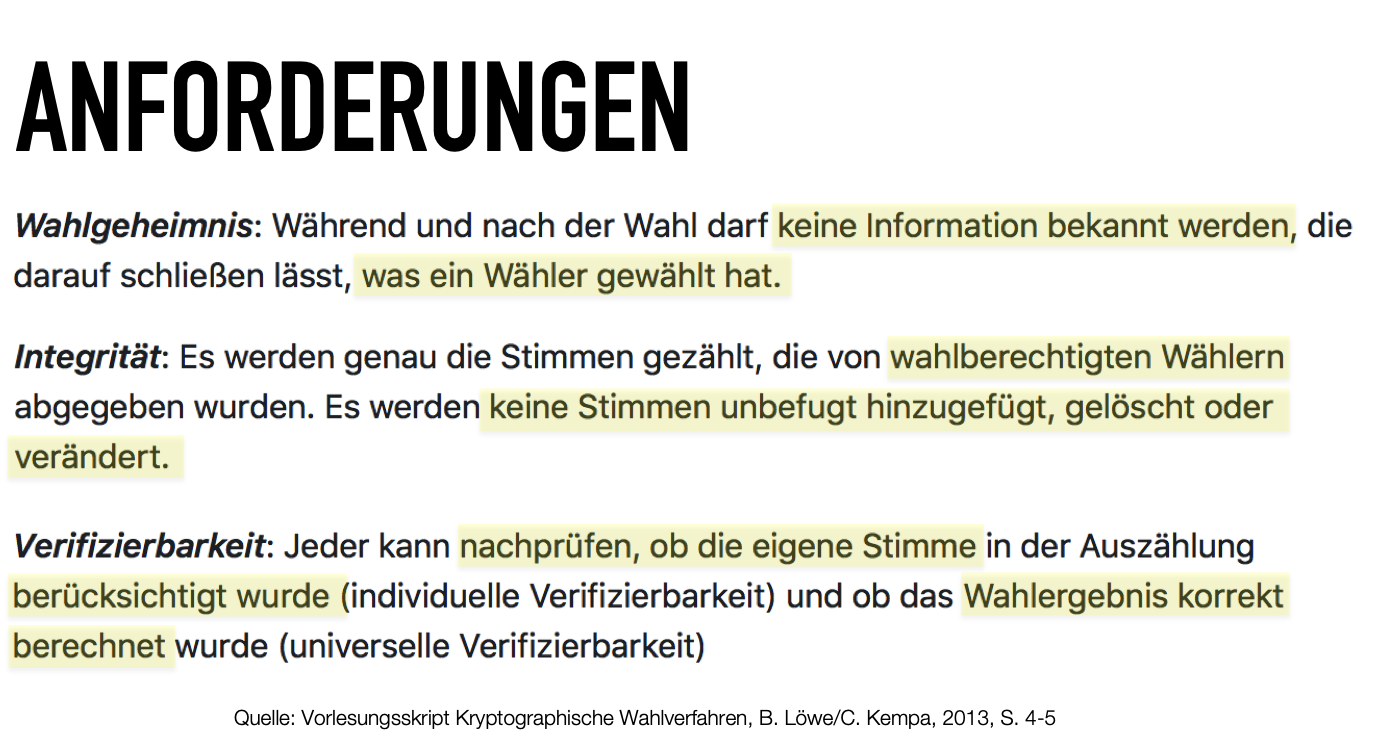 ANFORDERUNGEN
Wahlgeheimnis: Während und nach der Wahl darf keine Information bekannt werden, die
darauf schließen lässt, was ein Wähler gewählt hat.
Integrität: Es werden genau die Stimmen gezählt, die von wahlberechtigten Wählern
abgegeben wurden. Es werden keine Stimmen unbefugt hinzugefügt, gelöscht oder
verändert.
Verifizierbarkeit: Jeder kann nachprüfen, ob die eigene Stimme in der Auszählung
berücksichtigt wurde (individuelle Verifizierbarkeit) und ob das Wahlergebnis korrekt
berechnet wurde (universelle Verifizierbarkeit)
Quelle: Vorlesungsskript Kryptographische Wahlverfahren, B. Löwe/C. Kempa, 2013, S. 4-5